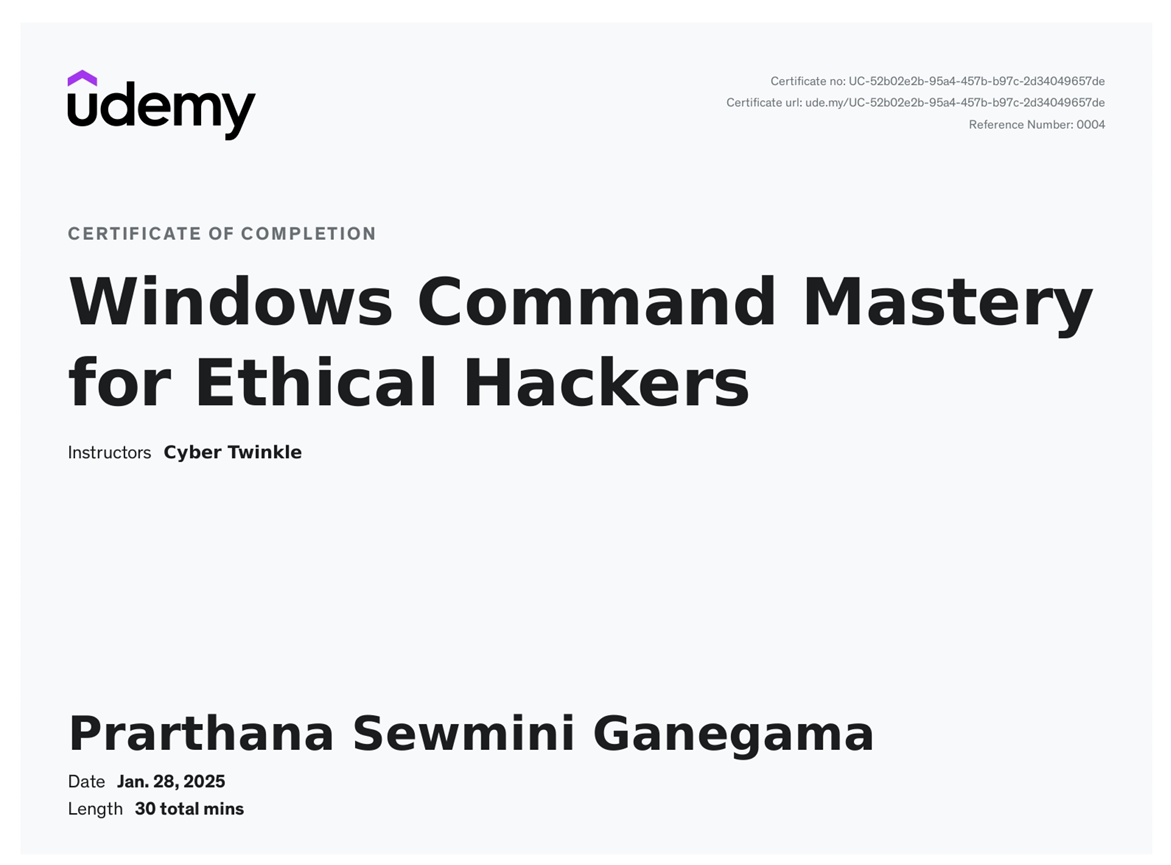 udemy
Certificate no: UC-52b02e2b-95a4-457b-b97c-2d34049657de
Certificate url: ude.my/UC-52b02e2b-95a4-457b-b97c-2d34049657de
Reference Number: 0004
CERTIFICATE OF COMPLETION
Windows Command Mastery
for Ethical Hackers
Instructors Cyber Twinkle
Prarthana Sewmini Ganegama
Date Jan. 28, 2025
Length 30 total mins